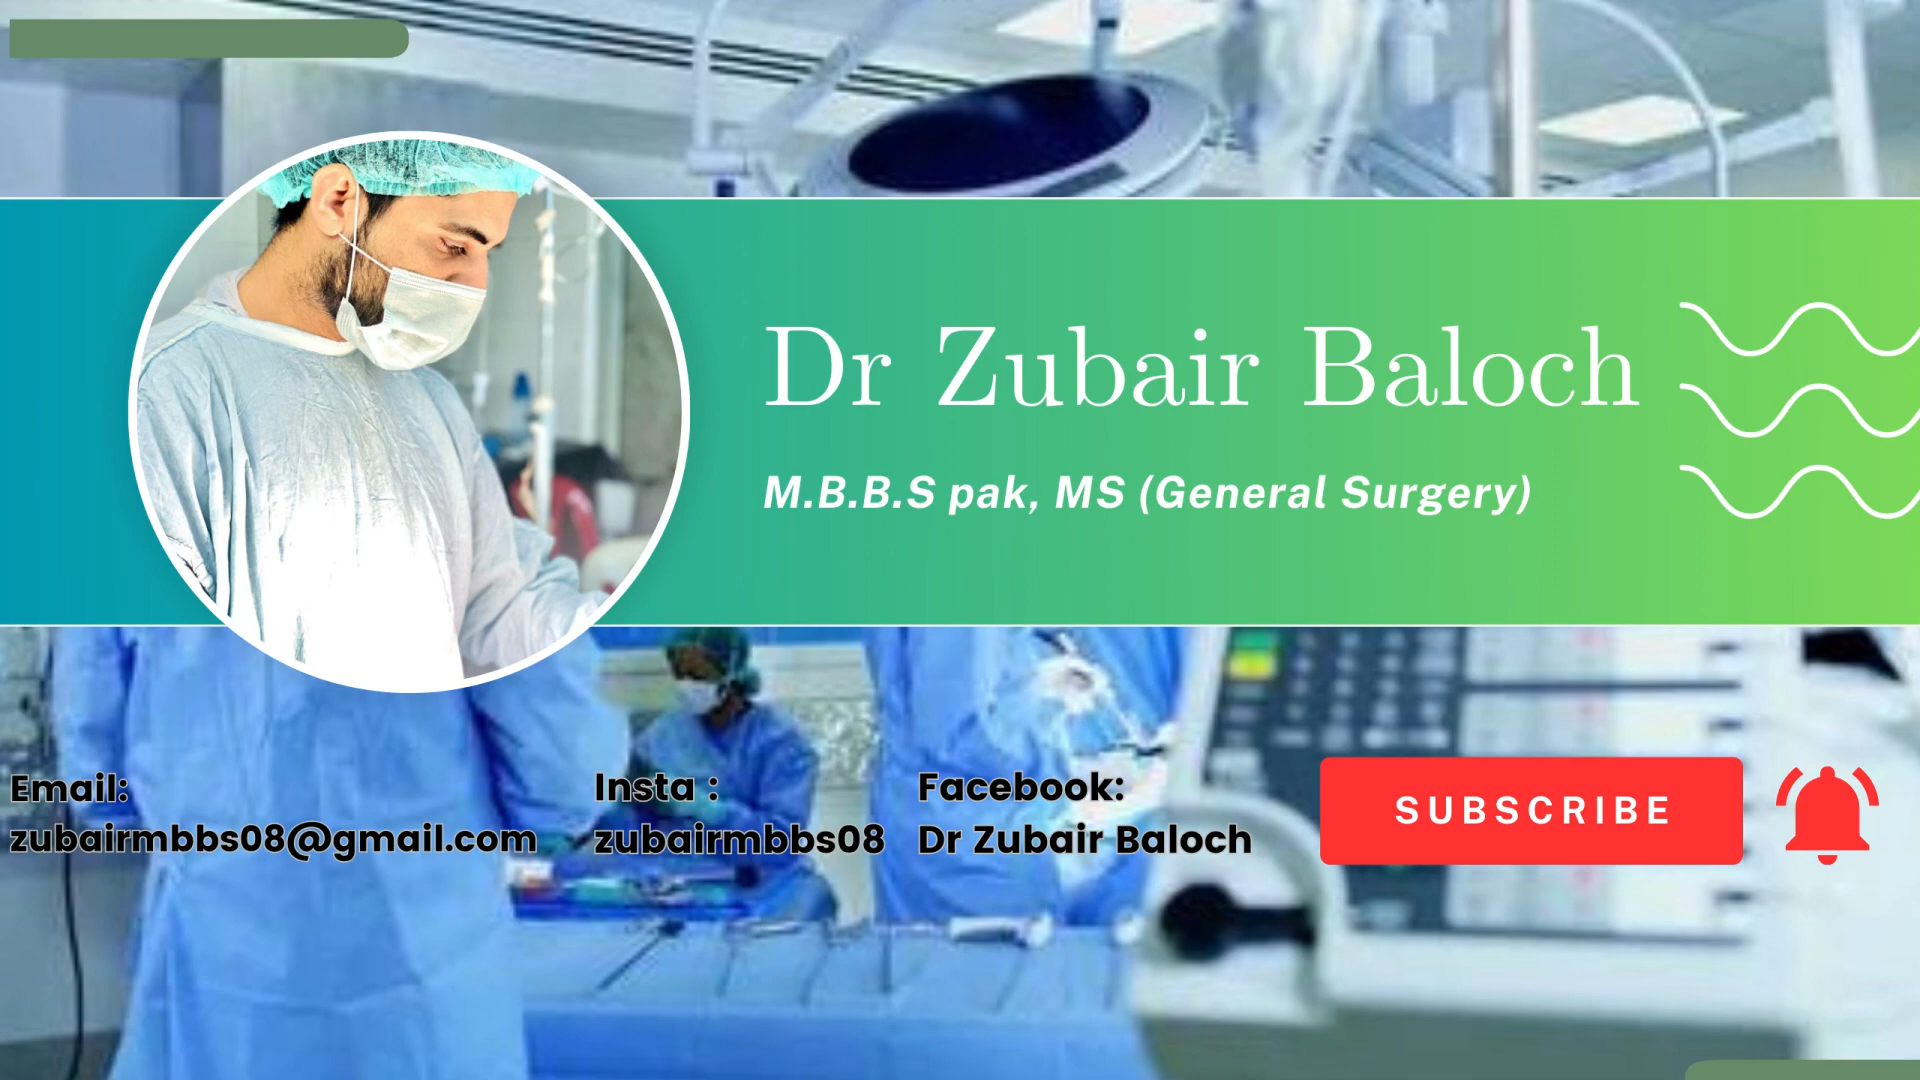 Dr Zubair Baloch
M.B.B.S pak, MS (General Surgery)
Email:
zubairmbbs08@gmail.com
Insta :
zubairmbbs08
Facebook:
Dr Zubair Baloch
SUBSCRIBE